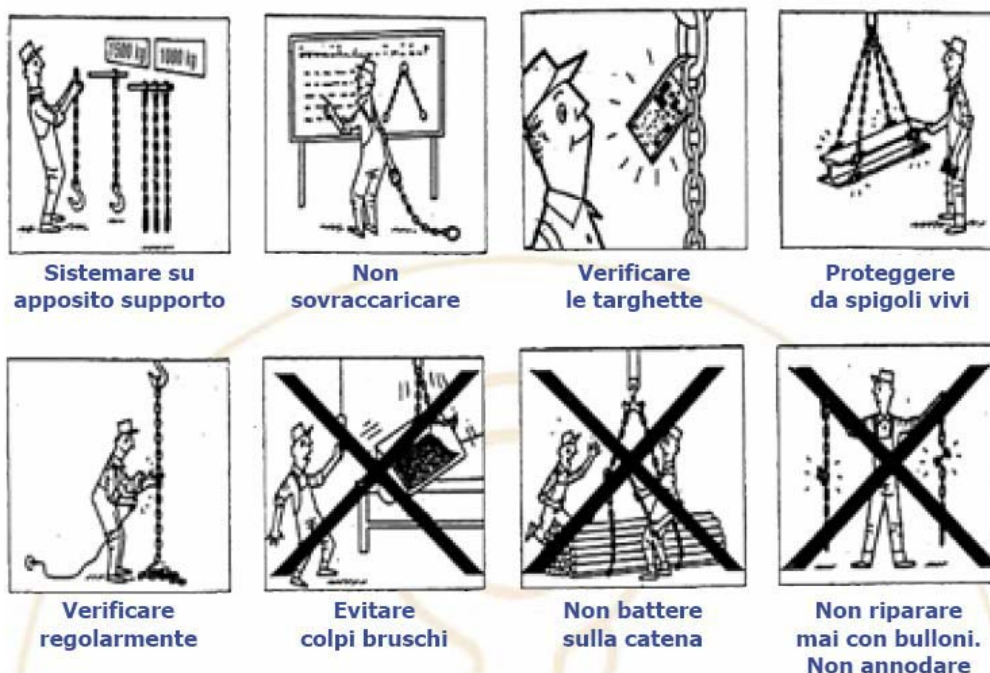 1500 kg
1000 kg
Sistemare su
apposito supporto
Non
sovraccaricare
Verificare
le targhette
Proteggere
da spigoli vivi
Verificare
regolarmente
Evitare
colpi bruschi
Non battere
sulla catena
Non riparare
mai con bulloni.
Non annodare